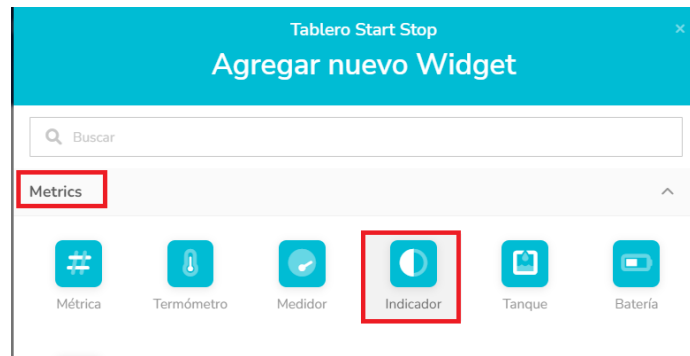 Tablero Start Stop
Agregar nuevo Widget
Buscar
Metrics
Métrica Termómetro Medidor Indicador Tanque Batería